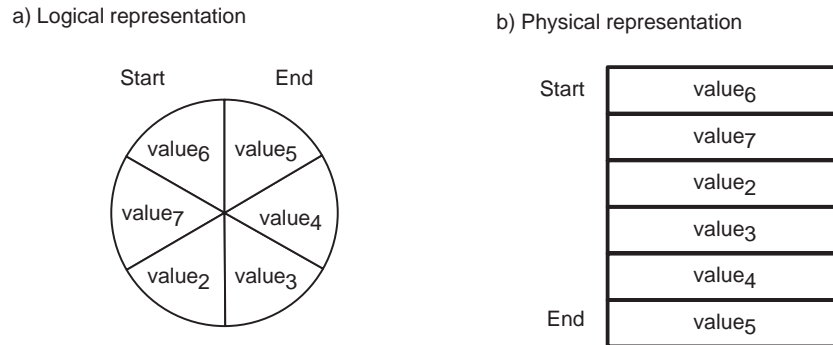 a) Logical representation
Start
End
value6
value5
value7
value4
value2
value3
b) Physical representation
Start
value6
value7
value2
value3
value4
End
value5